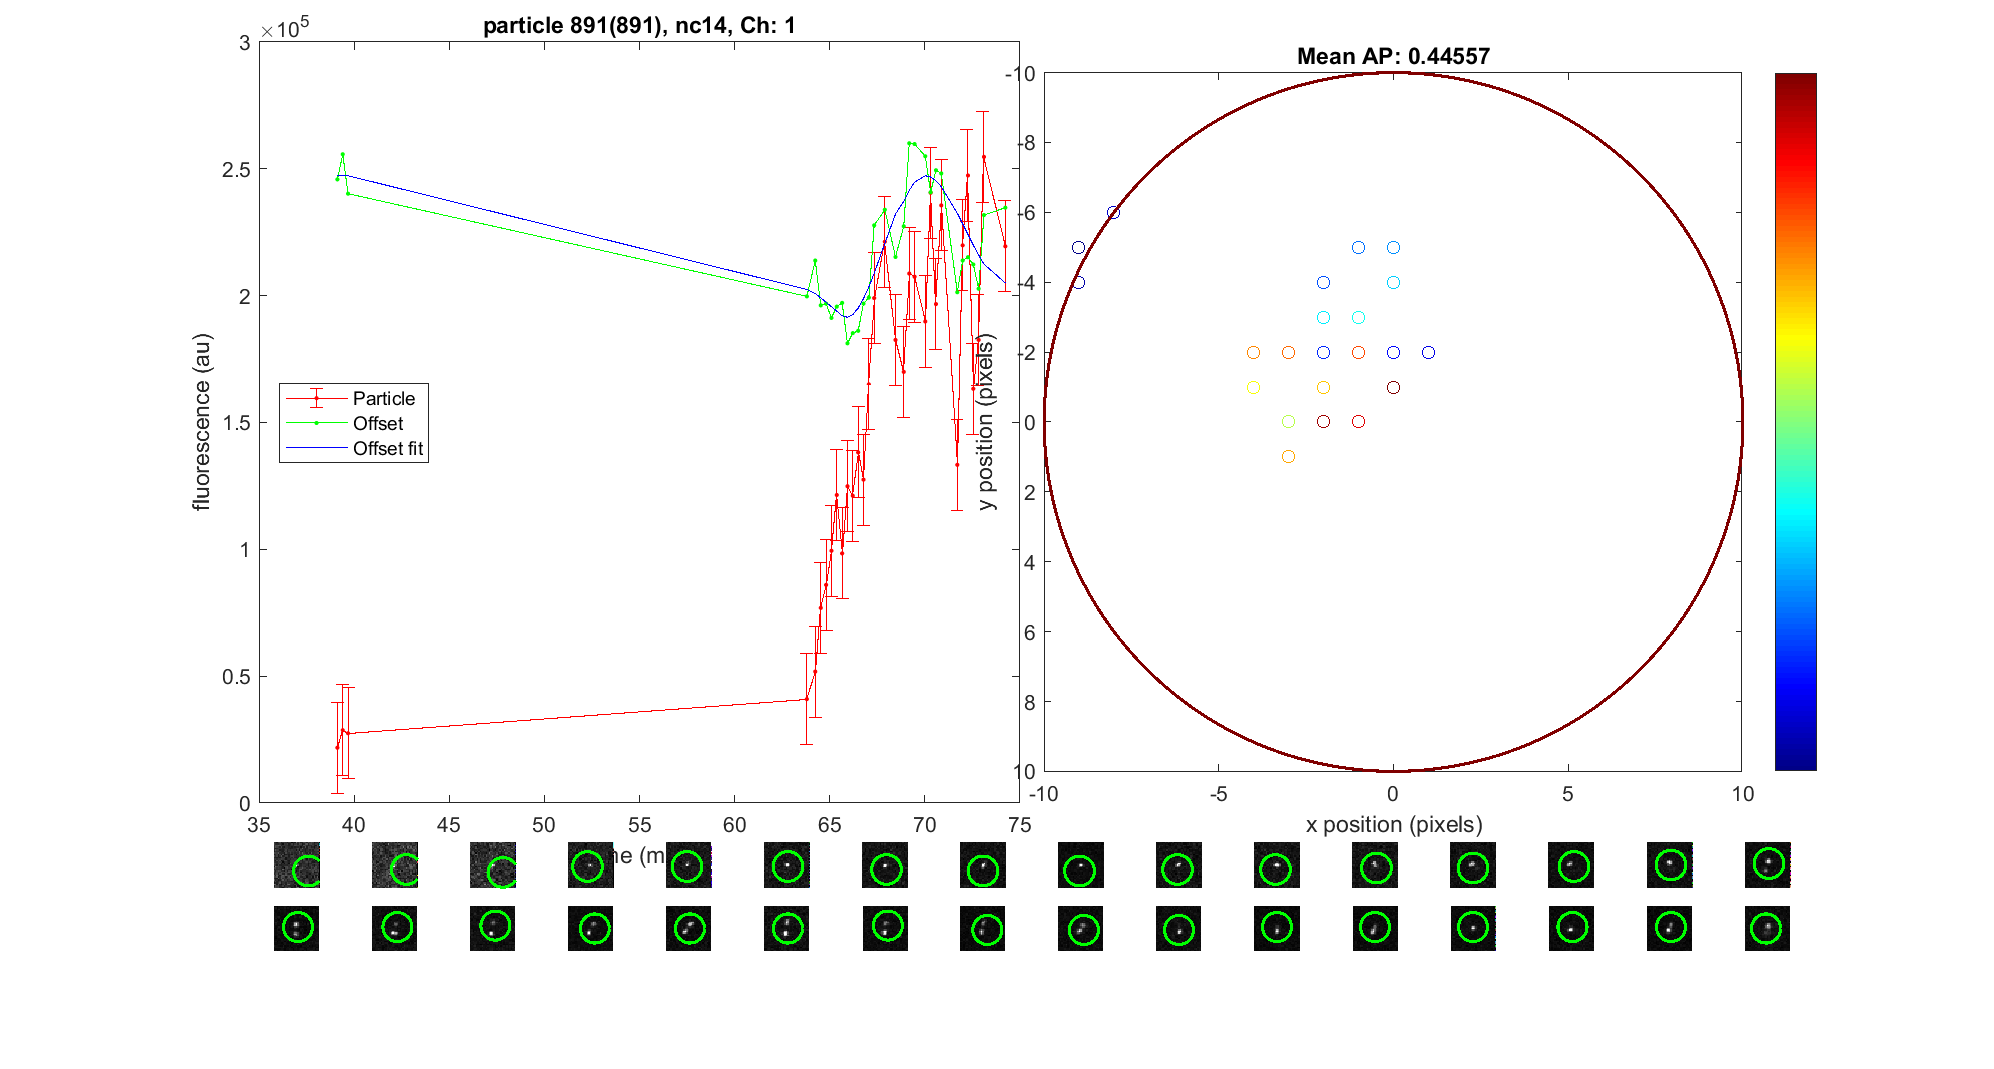 particle 891(891), nc14, Ch: 1
×10^5
3
2.5
2
1.5
1
0.5
0
fluorescence (au)
Particle
Offset
Offset fit
35 40 45 50 55 60 65 70 75
Mean AP: 0.44557
-10
-8
-6
-4
-2
0
2
4
6
8
10
y position (pixels)
-10 -5 0 5 10
x position (pixels)